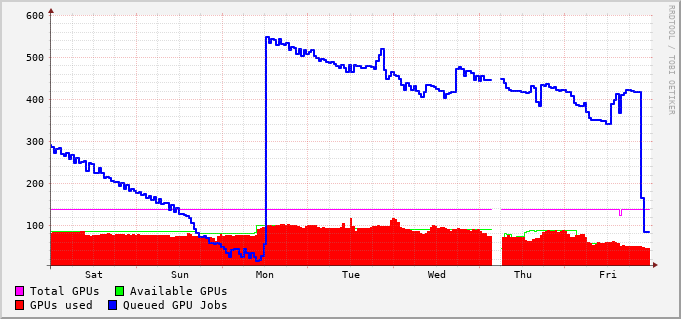 600
500
400
300
200
100
Sat Sun Mon Tue Wed Thu Fri
Total GPUs Available GPUs
GPUs used Queued GPU Jobs
RRDTOOL / TOBI OETIKER